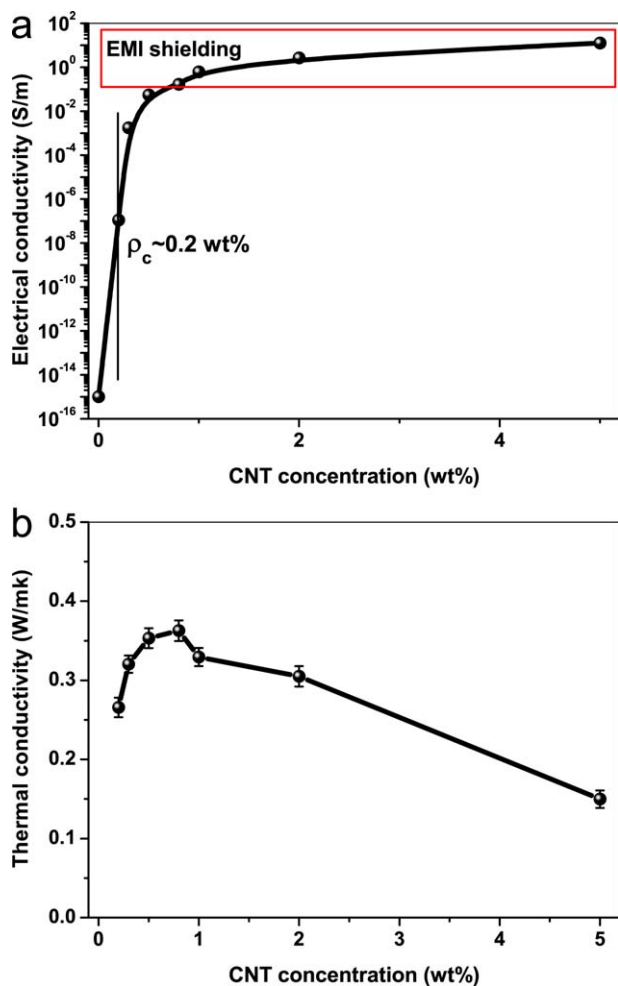 a
Electrical conductivity (S/m)
10²
10⁰
10⁻²
10⁻⁴
10⁻⁶
10⁻⁸
10⁻¹⁰
10⁻¹²
10⁻¹⁴
10⁻¹⁶
EMI shielding
ρc~0.2 wt%
0 2 4
CNT concentration (wt%)
b
Thermal conductivity (W/mk)
0.5
0.4
0.3
0.2
0.1
0.0
0 1 2 3 4 5
CNT concentration (wt%)